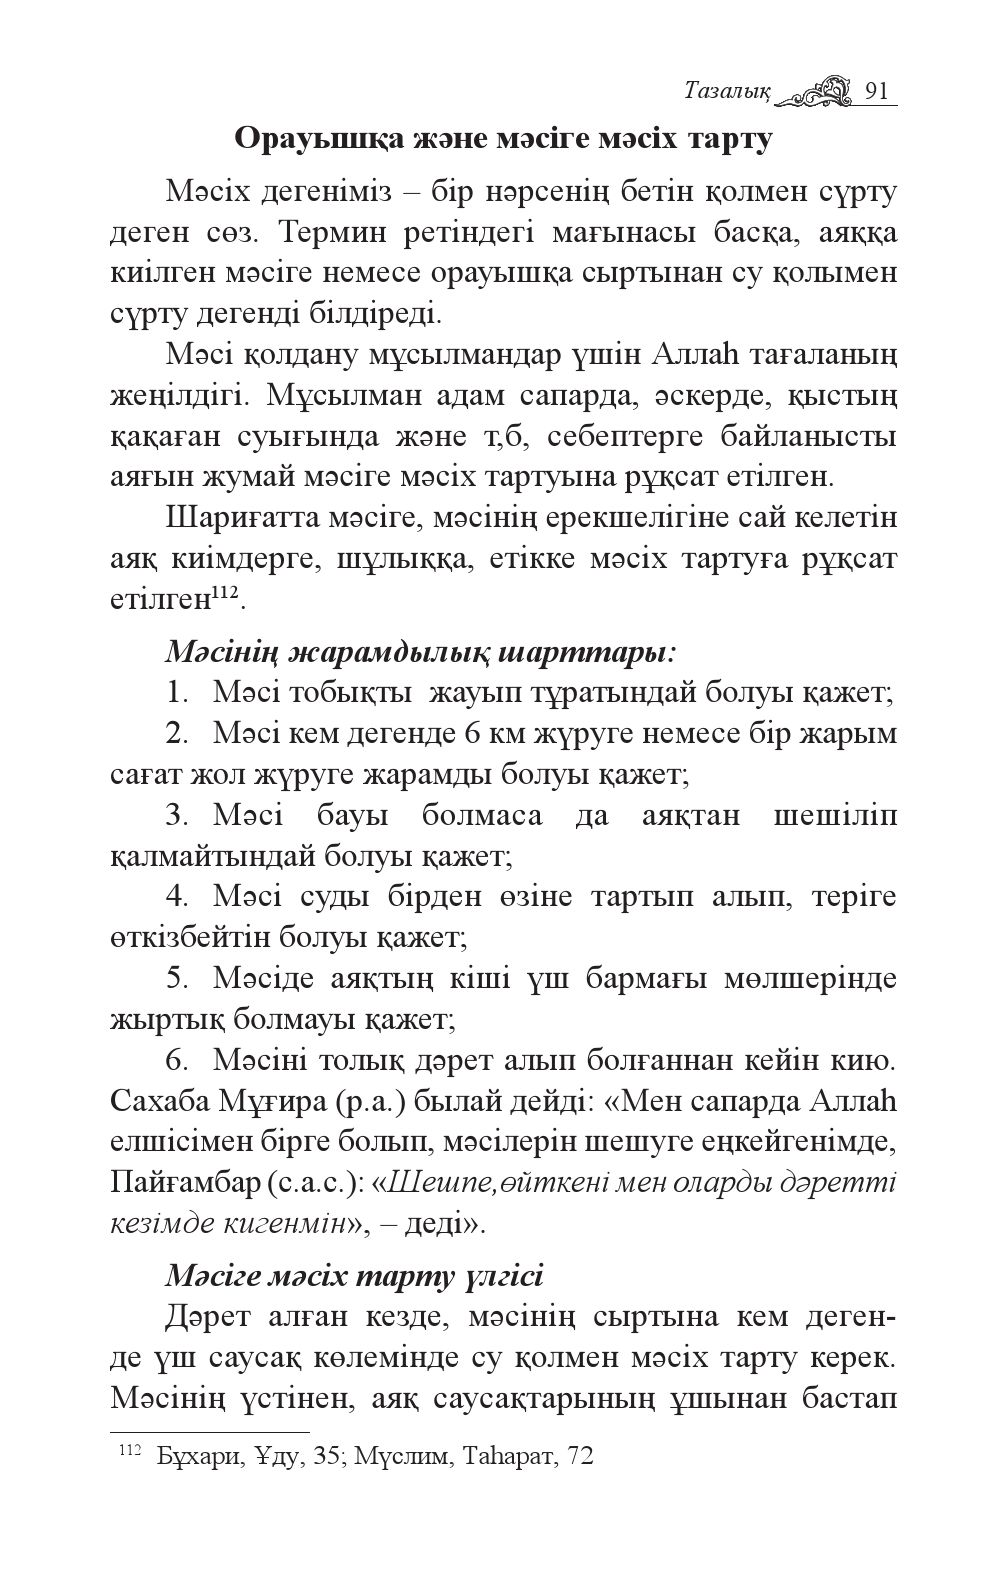 Тазалық 91
Орауьшқа және мәсіге мәсіх тарту
Мәсіх дегеніміз – бір нәрсенің бетін қолмен сүрту
деген сөз. Термин ретіндегі мағынасы басқа, аяққа
киілген мәсіге немесе орауышқа сыртынан су қолымен
сүрту дегенді білдіреді.
Мәсі қолдану мұсылмандар үшін Аллаһ тағаланың
жеңілдігі. Мұсылман адам сапарда, әскерде, қыстың
қақаған суығында және т,б, себептерге байланысты
аяғын жумай мәсіге мәсіх тартуына рұқсат етілген.
Шариғатта мәсіге, мәсінің ерекшелігіне сай келетін
аяқ киімдерге, шұлыққа, етікке мәсіх тартуға рұқсат
етілген¹¹².
Мәсінің жарамдылық шарттары:
1. Мәсі тобықты жауып тұратындай болуы қажет;
2. Мәсі кем дегенде 6 км жүруге немесе бір жарым
сағат жол жүруге жарамды болуы қажет;
3. Мәсі бауы болмаса да аяқтан шешіліп
қалмайтындай болуы қажет;
4. Мәсі суды бірден өзіне тартып алып, теріге
өткізбейтін болуы қажет;
5. Мәсіде аяқтың кіші үш бармағы мөлшерінде
жыртық болмауы қажет;
6. Мәсіні толық дәрет алып болғаннан кейін кию.
Сахаба Мұғира (р.а.) былай дейді: «Мен сапарда Аллаһ
елшісімен бірге болып, мәсілерін шешуге еңкейгенімде,
Пайғамбар (с.а.с.): «Шешпе,өйткені мен оларды дәретті
кезімде кигенмін», – деді».
Мәсіге мәсіх тарту үлгісі
Дәрет алған кезде, мәсінің сыртына кем деген-
де үш саусақ көлемінде су қолмен мәсіх тарту керек.
Мәсінің үстінен, аяқ саусақтарының ұшынан бастап
¹¹² Бұхари, Ұду, 35; Мүслим, Таһарат, 72